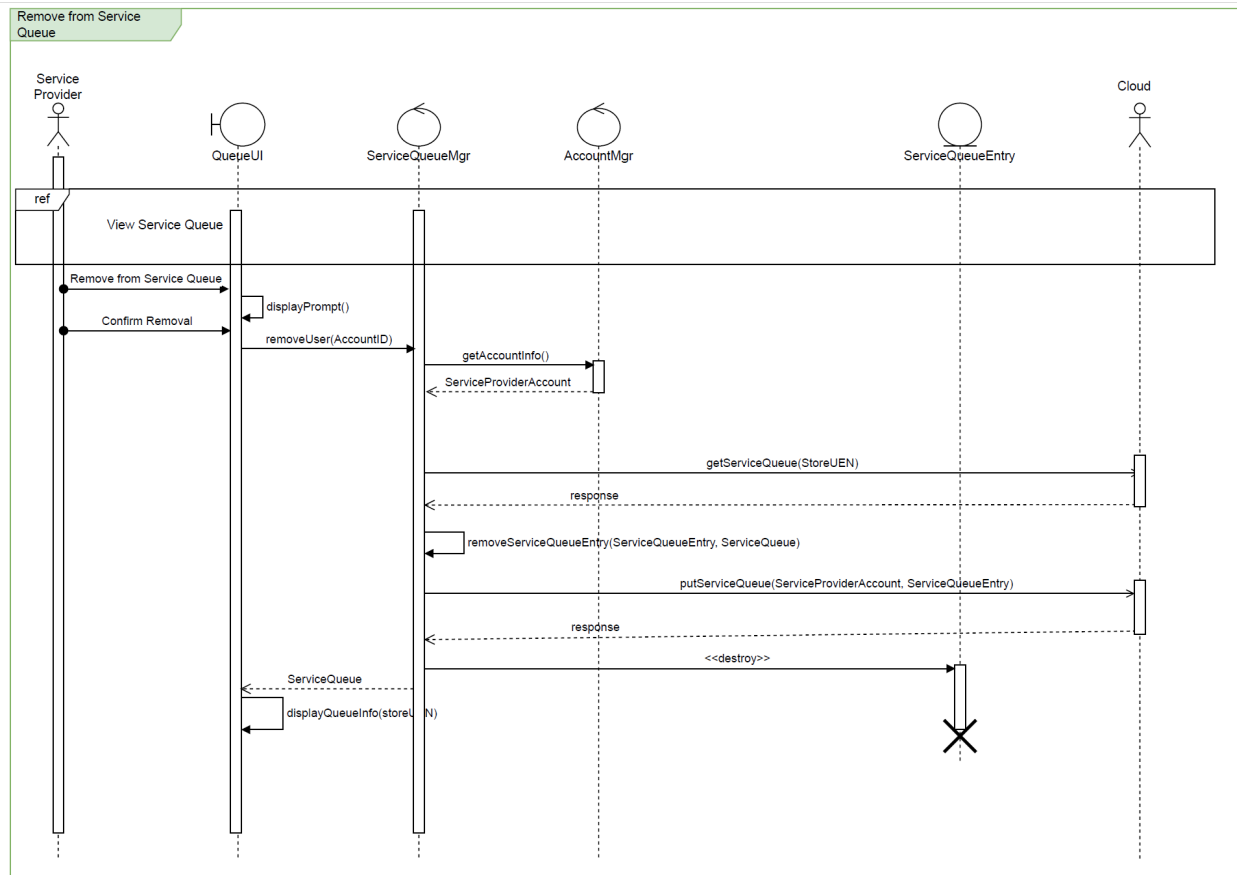 Remove from Service
Queue
Service
Provider
Cloud
QueueUI
ServiceQueueMgr
AccountMgr
ServiceQueueEntry
ref
View Service Queue
Remove from Service Queue
displayPrompt()
Confirm Removal
removeUser(AccountID)
getAccountInfo()
ServiceProviderAccount
getServiceQueue(StoreUEN)
response
removeServiceQueueEntry(ServiceQueueEntry, ServiceQueue)
putServiceQueue(ServiceProviderAccount, ServiceQueueEntry)
response
<<destroy>>
ServiceQueue
displayQueueInfo(storeUEN)